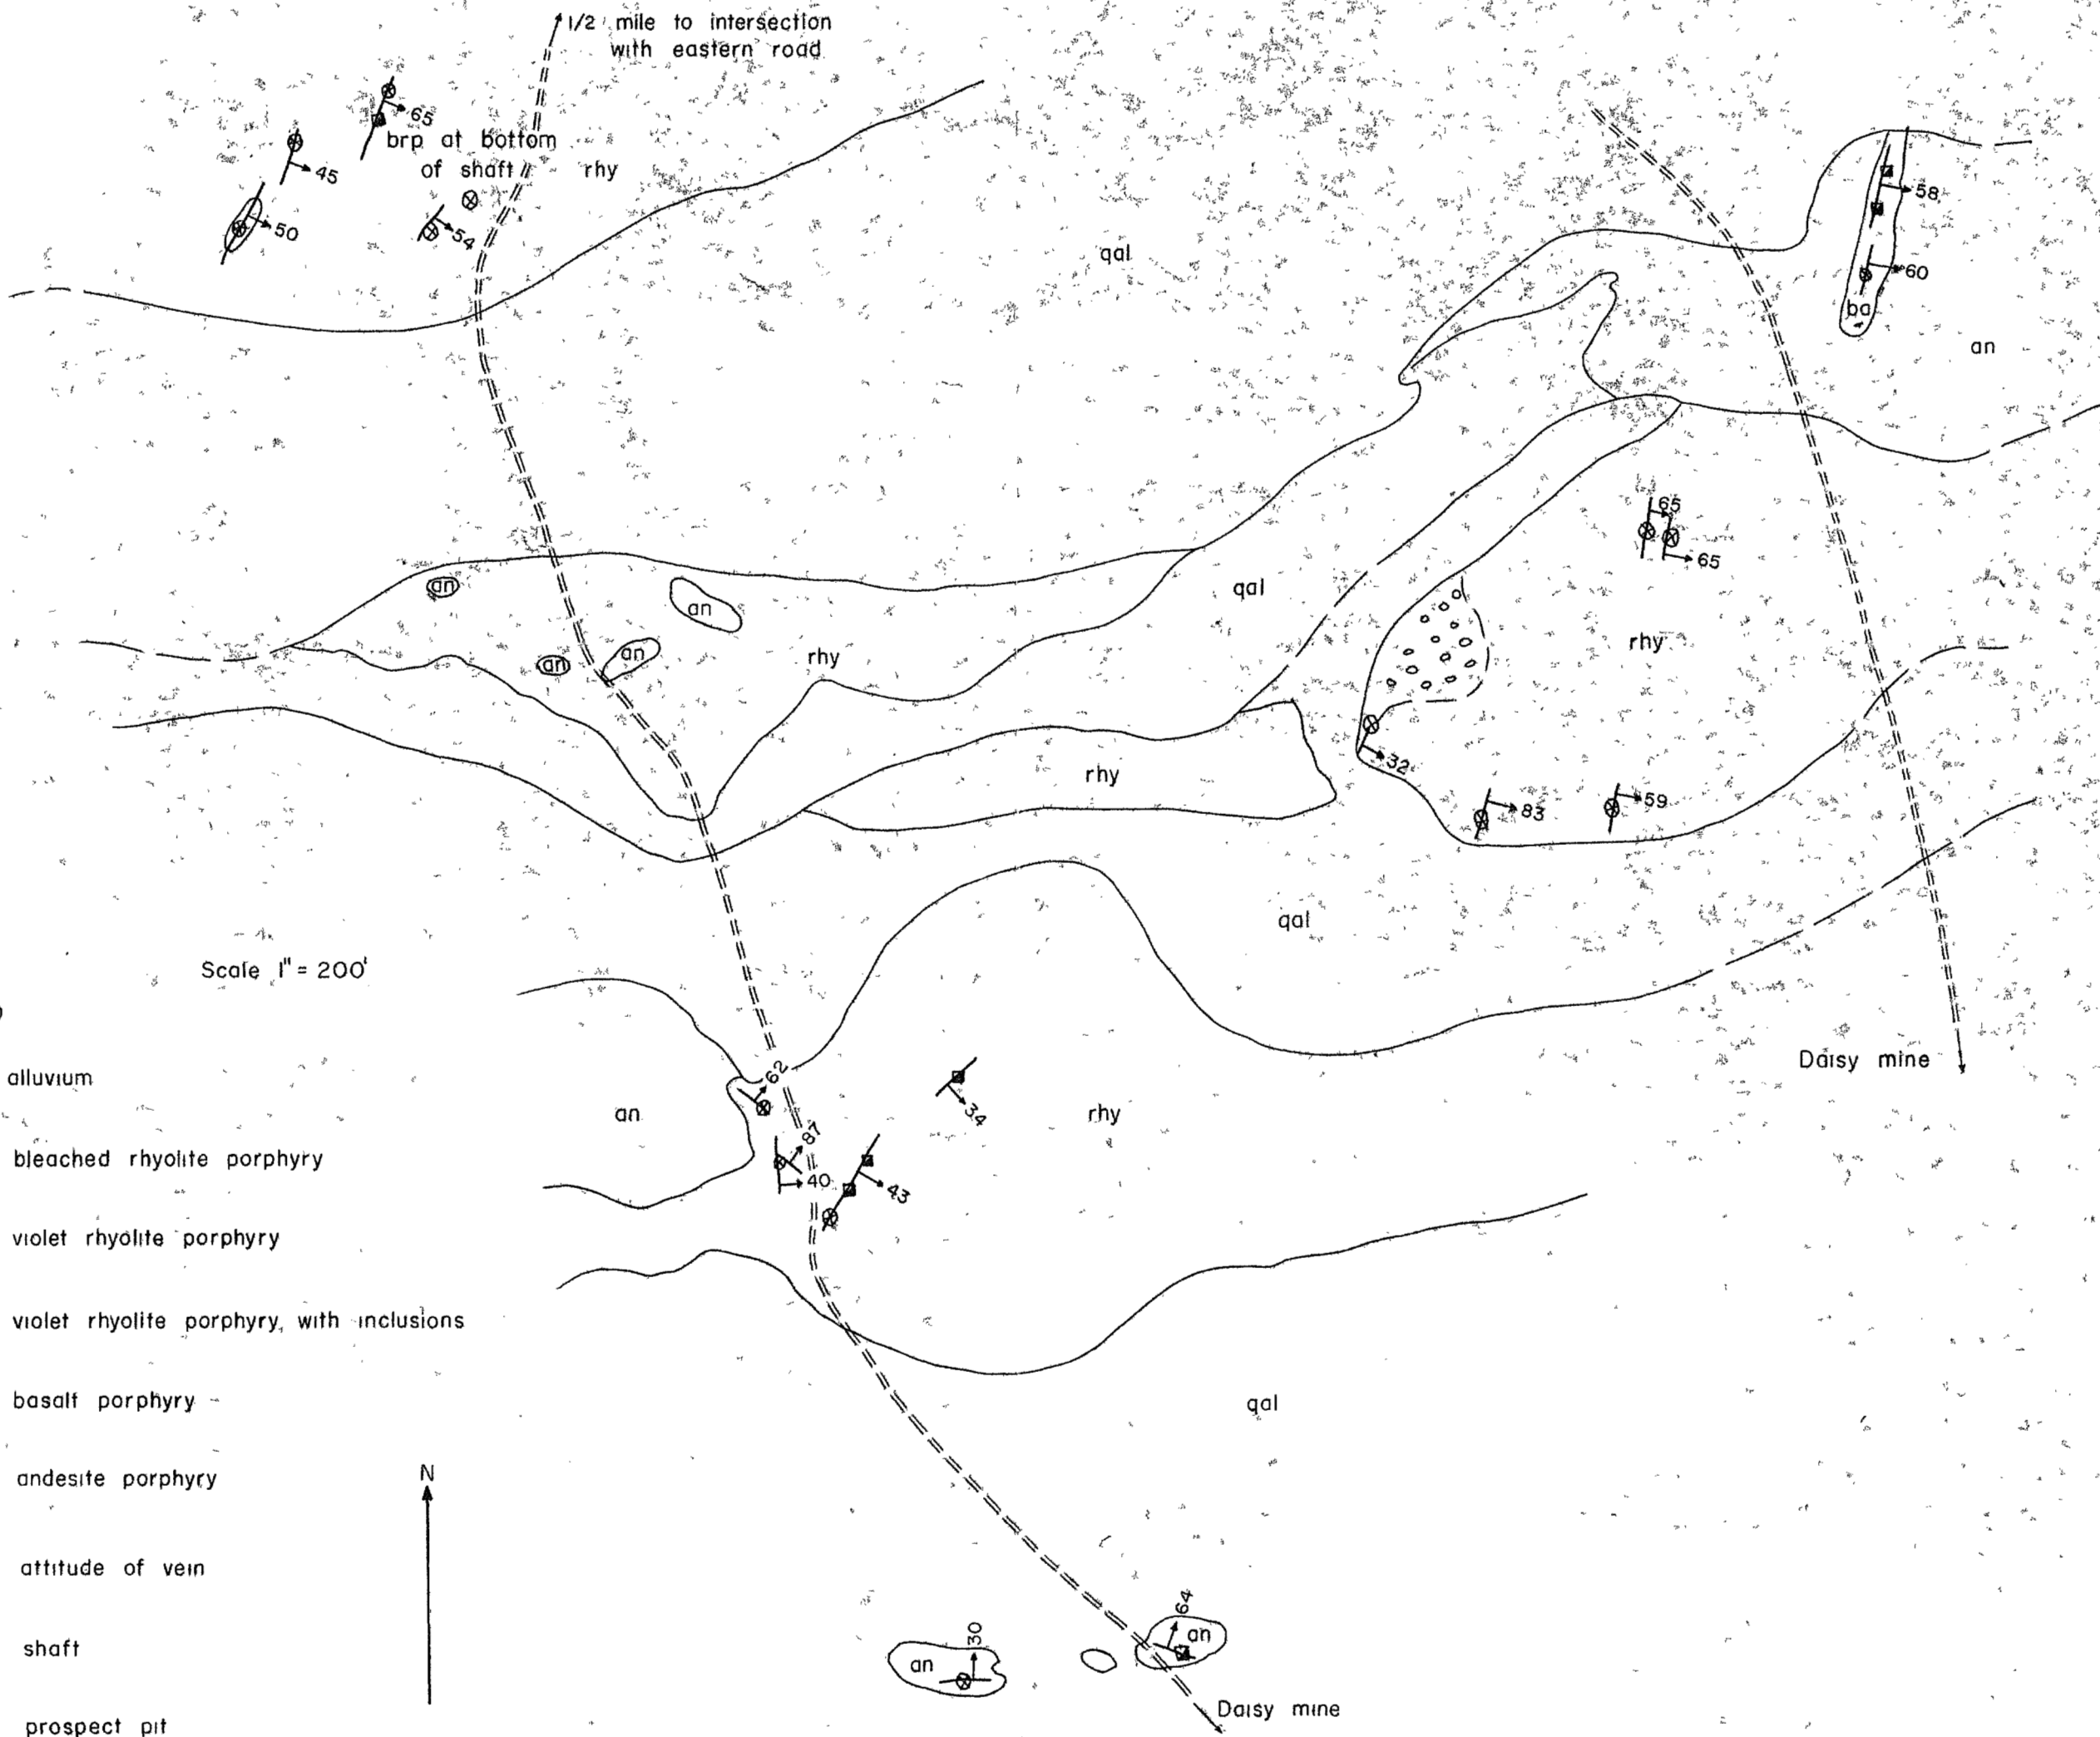 1/2 mile to intersection
with eastern road
65
brp at bottom
of shaft
rhy
45
50
54
qal
58
60
ba
an
65
65
an
an
qal
an
an
rhy
rhy
rhy
32
83
59
qal
Scale 1" = 200'
Daisy mine
alluvium
62
34
an
rhy
87
bleached rhyolite porphyry
40
43
violet rhyolite porphyry
violet rhyolite porphyry, with inclusions
basalt porphyry
qal
andesite porphyry
N
attitude of vein
64
shaft
30
an
an
Daisy mine
prospect pit